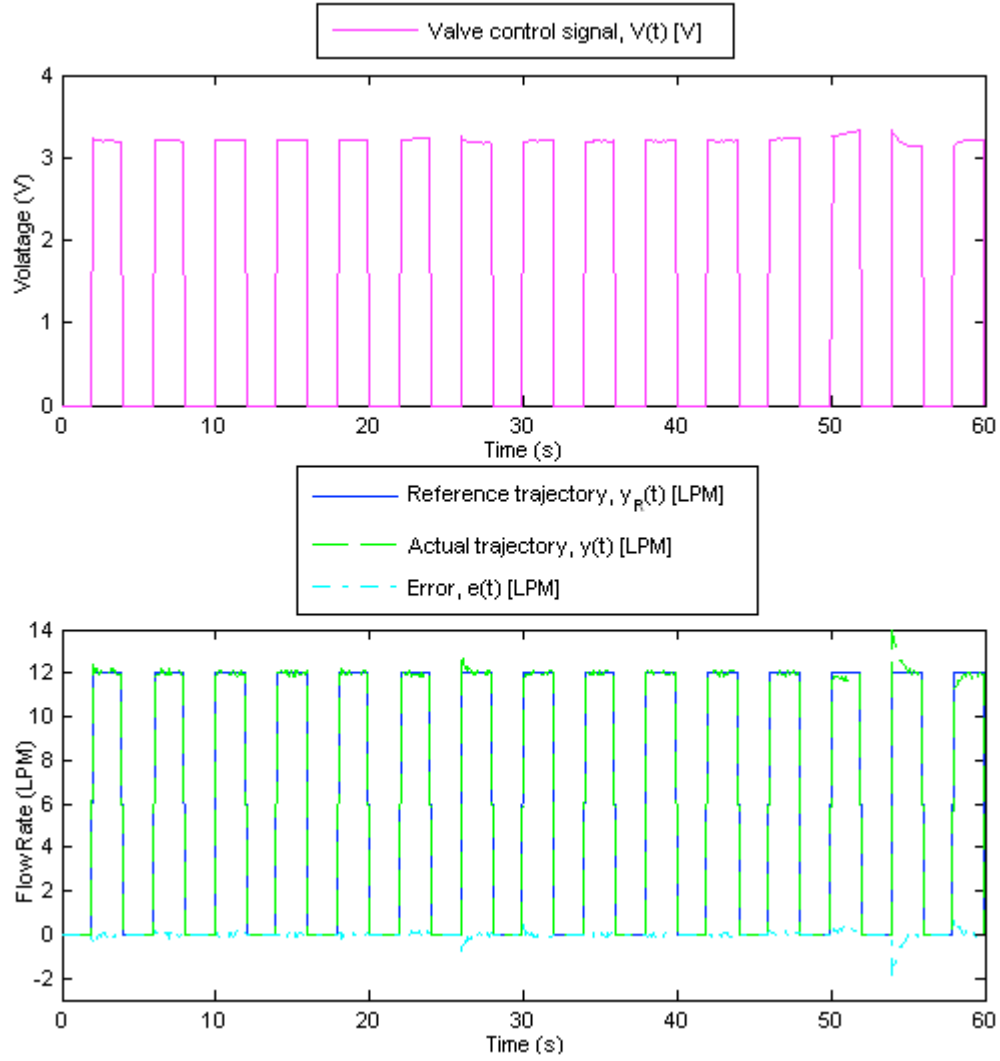 Valve control signal, V(t) [V]
4
3
2
1
0
Volatage (V)
0 10 20 30 40 50 60
Time (s)
Reference trajectory, y_R(t) [LPM]
Actual trajectory, y(t) [LPM]
Error, e(t) [LPM]
14
12
10
8
6
4
2
0
-2
Flow Rate (LPM)
0 10 20 30 40 50 60
Time (s)